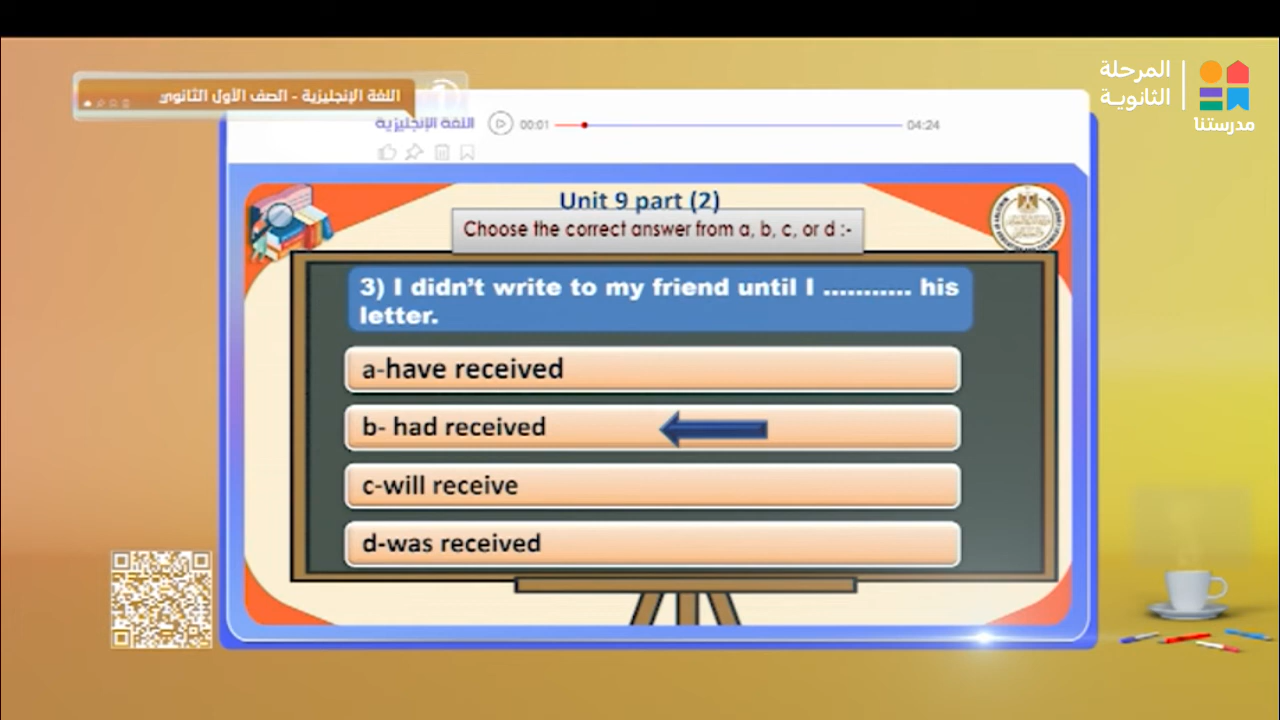 المرحلة
الثانوية
مدرستنا
اللغة الإنجليزية - الصف الأول الثانوي
اللغة الإنجليزية
00:01
04:24
Unit 9 part (2)
Choose the correct answer from a, b, c, or d :-
3) I didn't write to my friend until I ........... his
letter.
a-have received
b- had received
c-will receive
d-was received